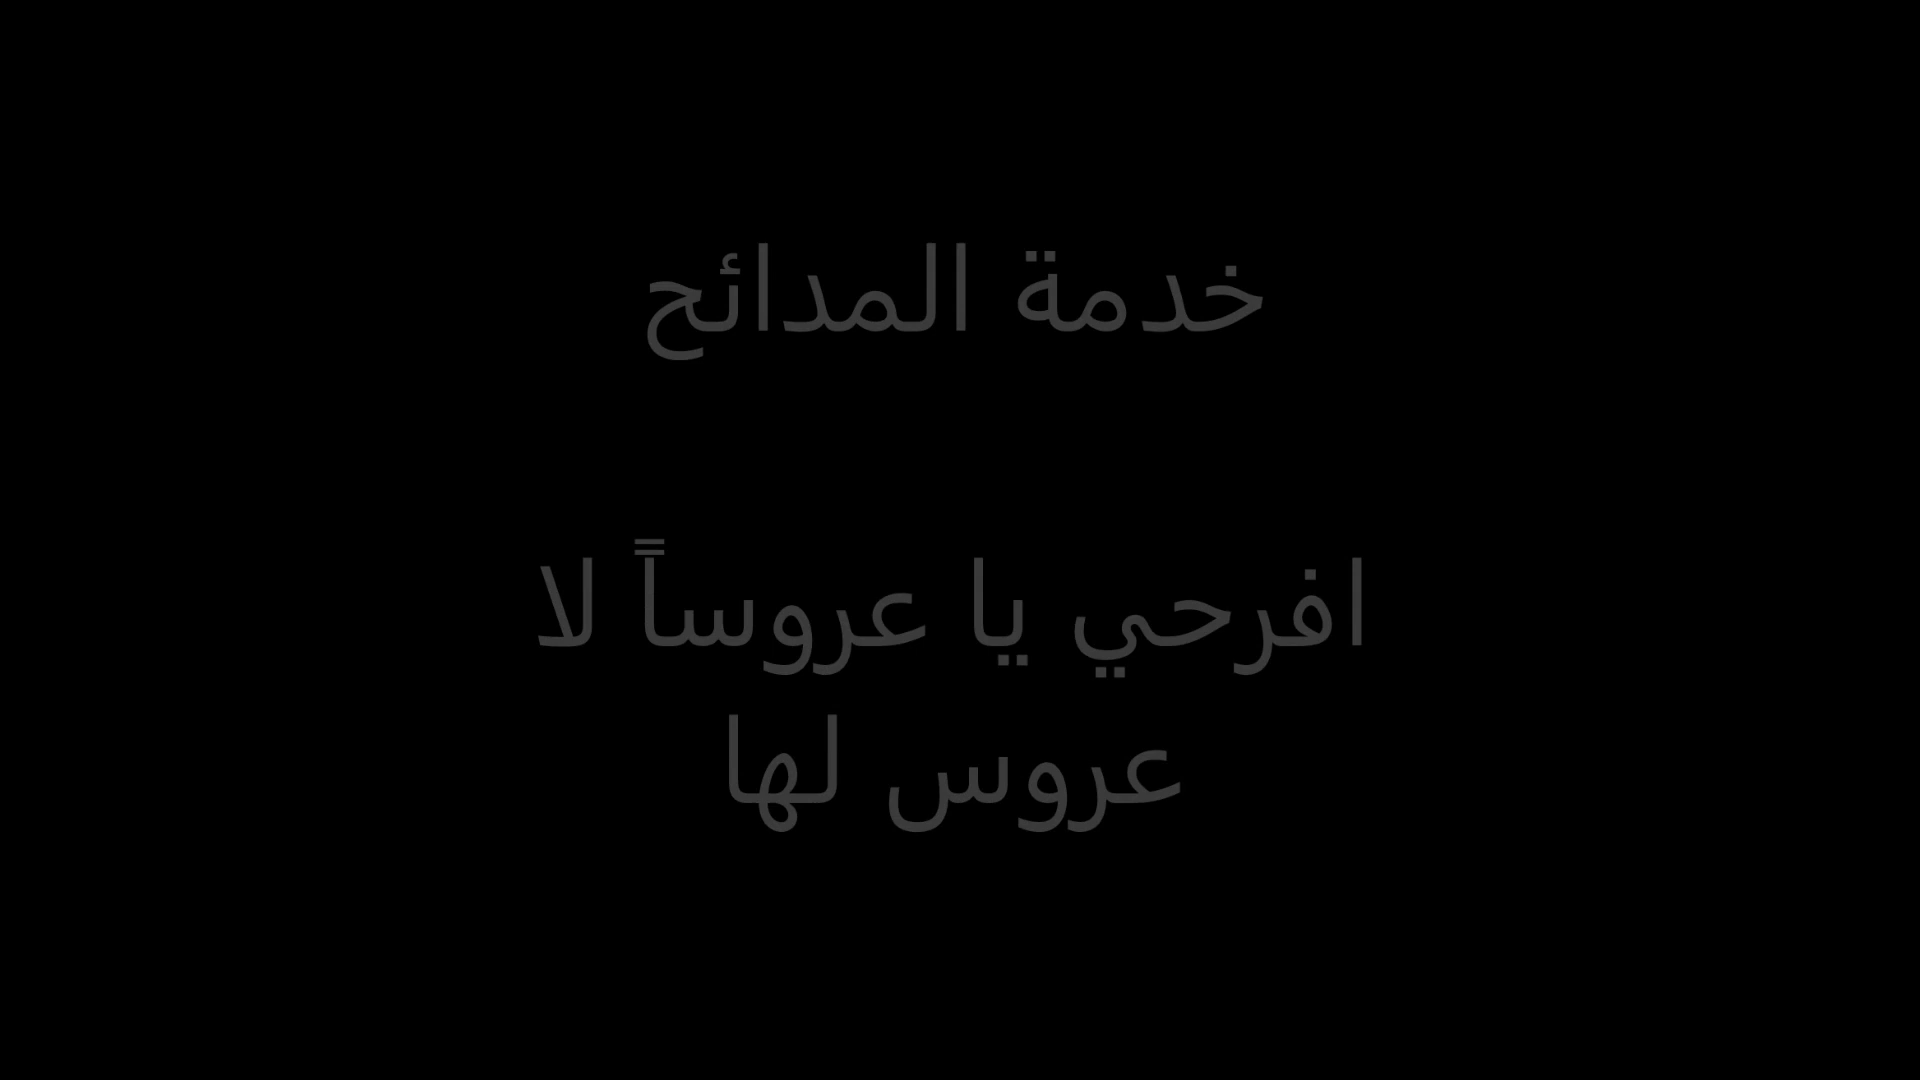 خدمة المدائح
افرحي يا عروساً لا
عروس لها